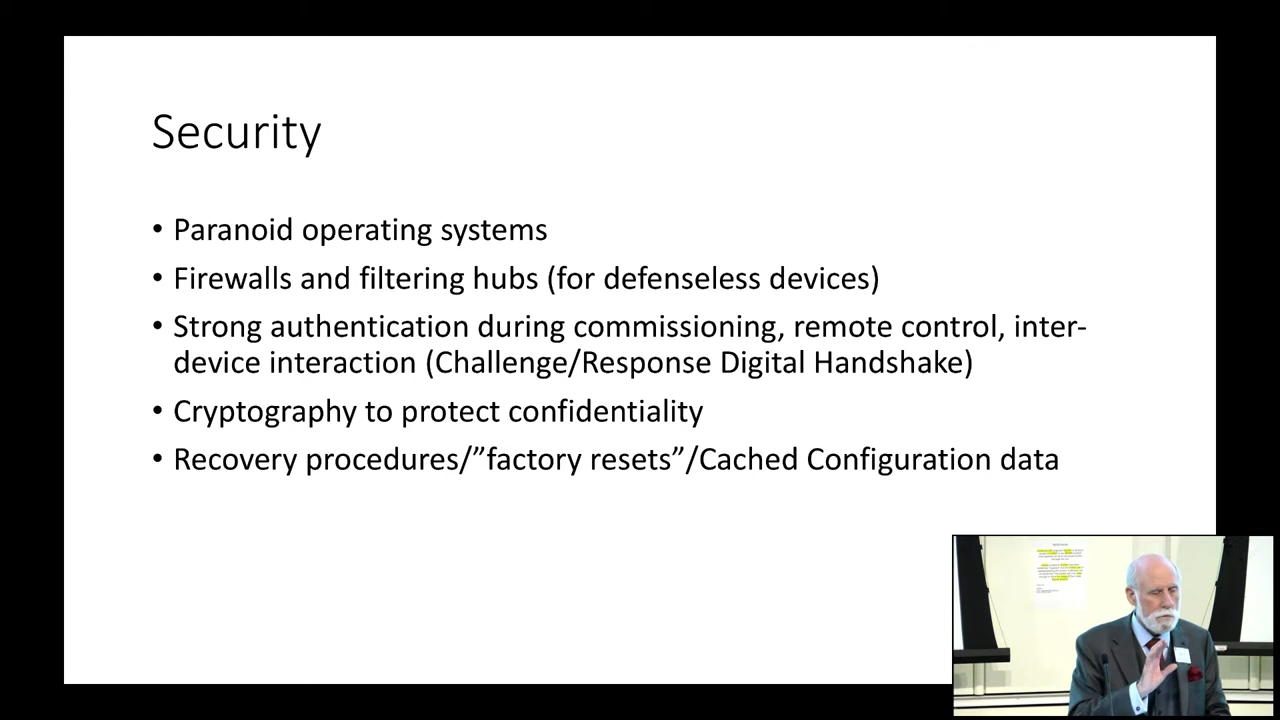 Security
• Paranoid operating systems
• Firewalls and filtering hubs (for defenseless devices)
• Strong authentication during commissioning, remote control, inter-
device interaction (Challenge/Response Digital Handshake)
• Cryptography to protect confidentiality
• Recovery procedures/”factory resets”/Cached Configuration data